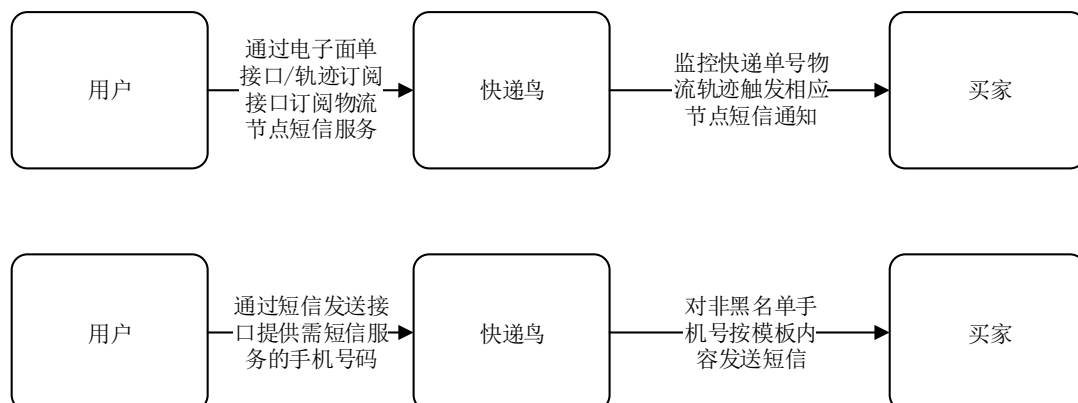 用户
通过电子面单
接口/轨迹订阅
接口订阅物流
节点短信服务
快递鸟
监控快递单号物
流轨迹触发相应
节点短信通知
买家
用户
通过短信发送接
口提供需短信服
务的手机号码
快递鸟
对非黑名单手
机号按模板内
容发送短信
买家